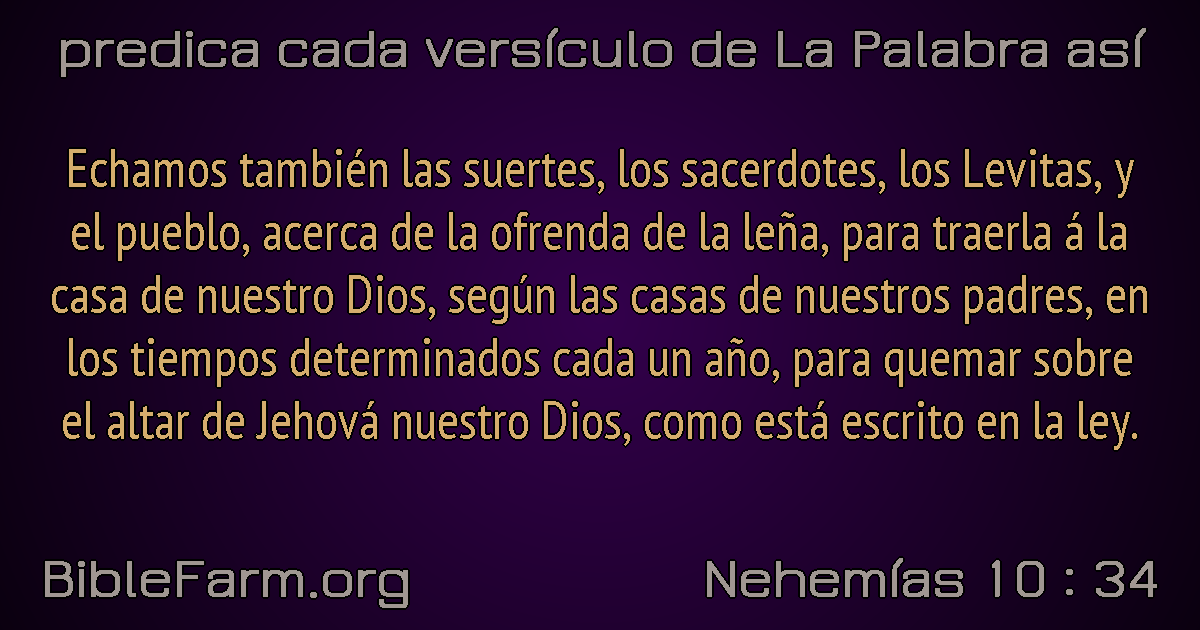 predica cada versículo de La Palabra así
Echamos también las suertes, los sacerdotes, los Levitas, y
el pueblo, acerca de la ofrenda de la leña, para traerla á la
casa de nuestro Dios, según las casas de nuestros padres, en
los tiempos determinados cada un año, para quemar sobre
el altar de Jehová nuestro Dios, como está escrito en la ley.
BibleFarm.org
Nehemías 10 : 34